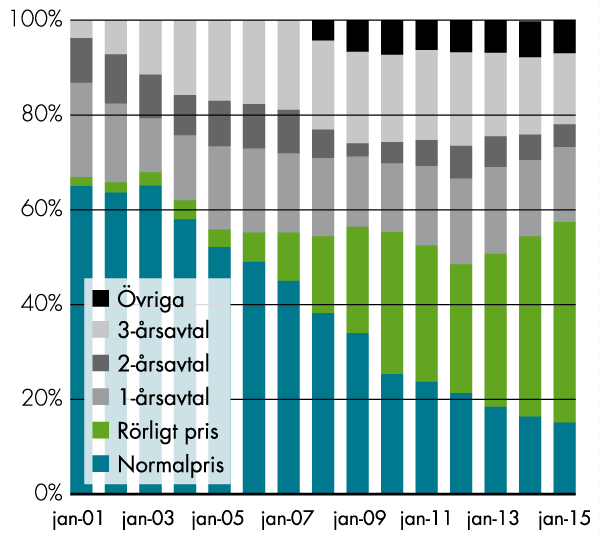 100%
80%
60%
40%
20%
0%
Övriga
3-årsavtal
2-årsavtal
1-årsavtal
Rörligt pris
Normalpris
jan-01 jan-03 jan-05 jan-07 jan-09 jan-11 jan-13 jan-15